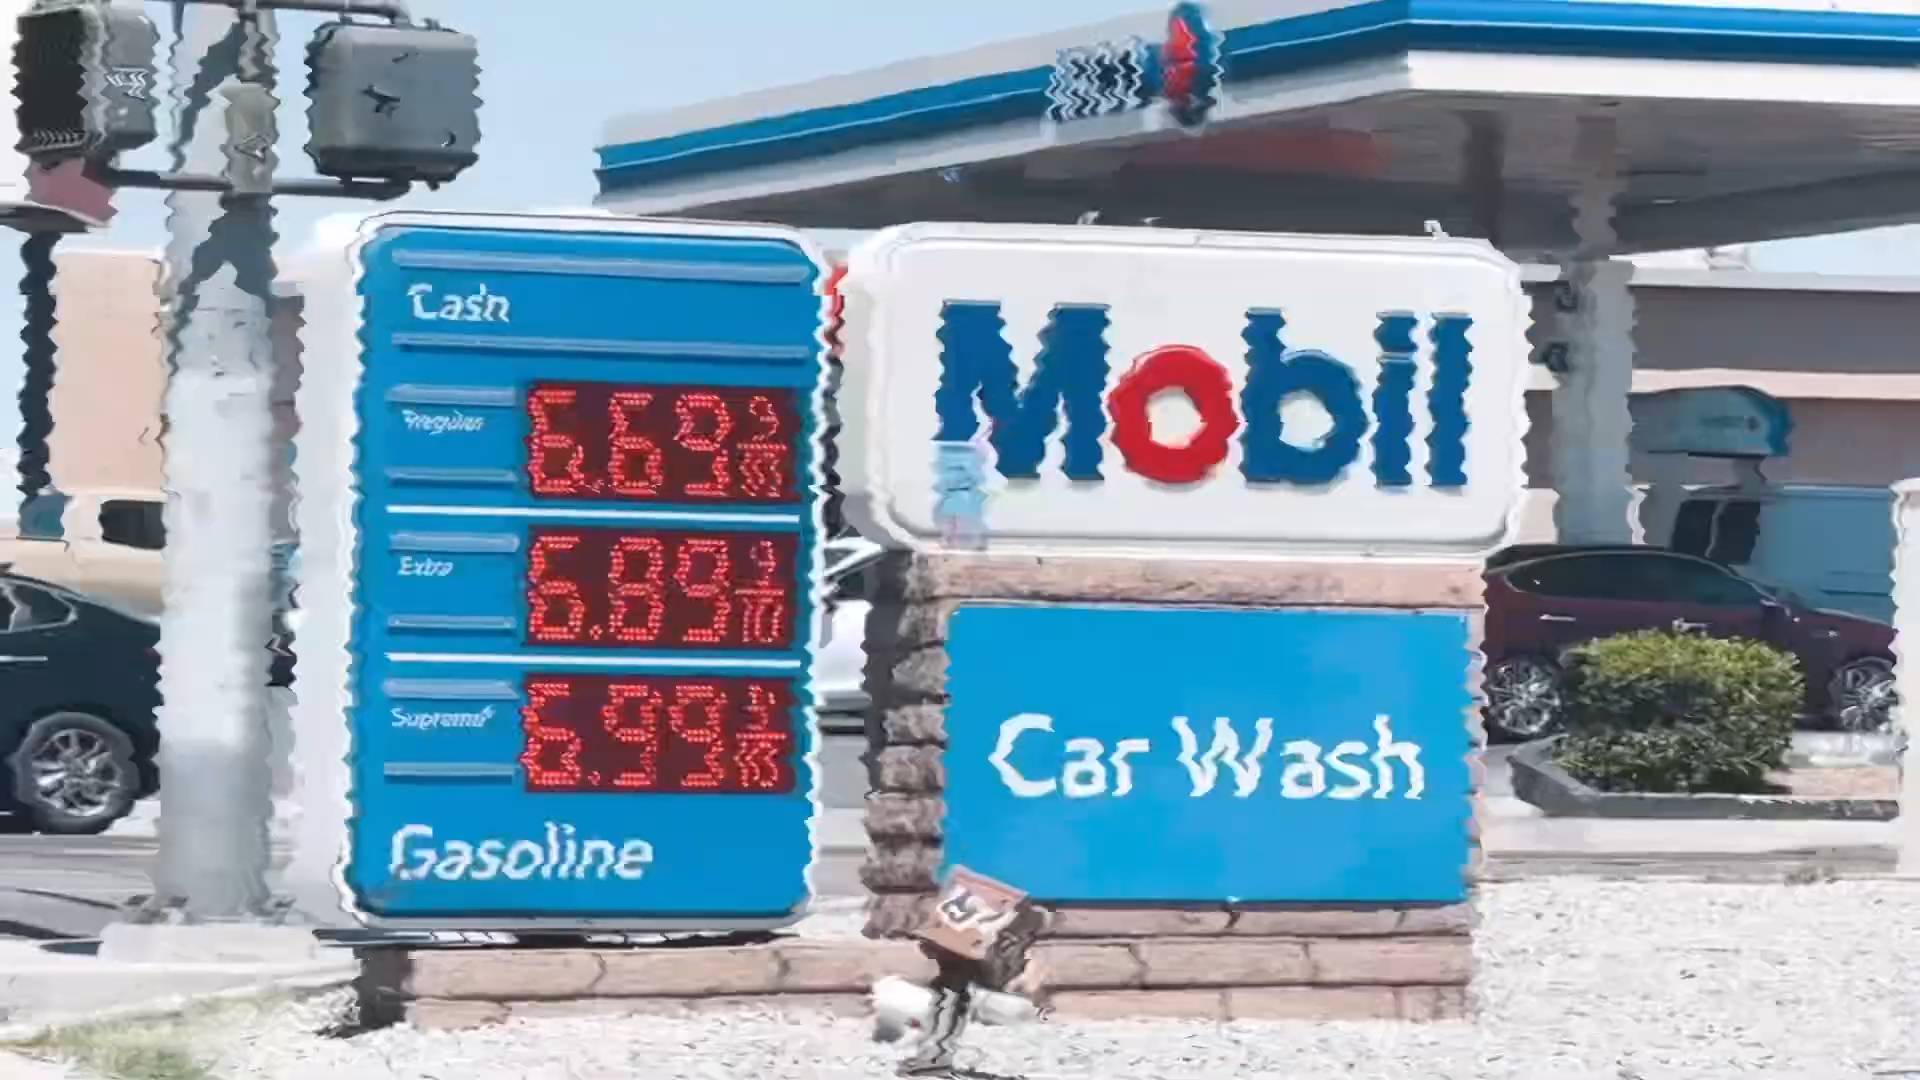 Cash
Regular 6.69 9/10
Extra 6.89 9/10
Supreme+ 6.99 9/10
Gasoline
Mobil
Car Wash